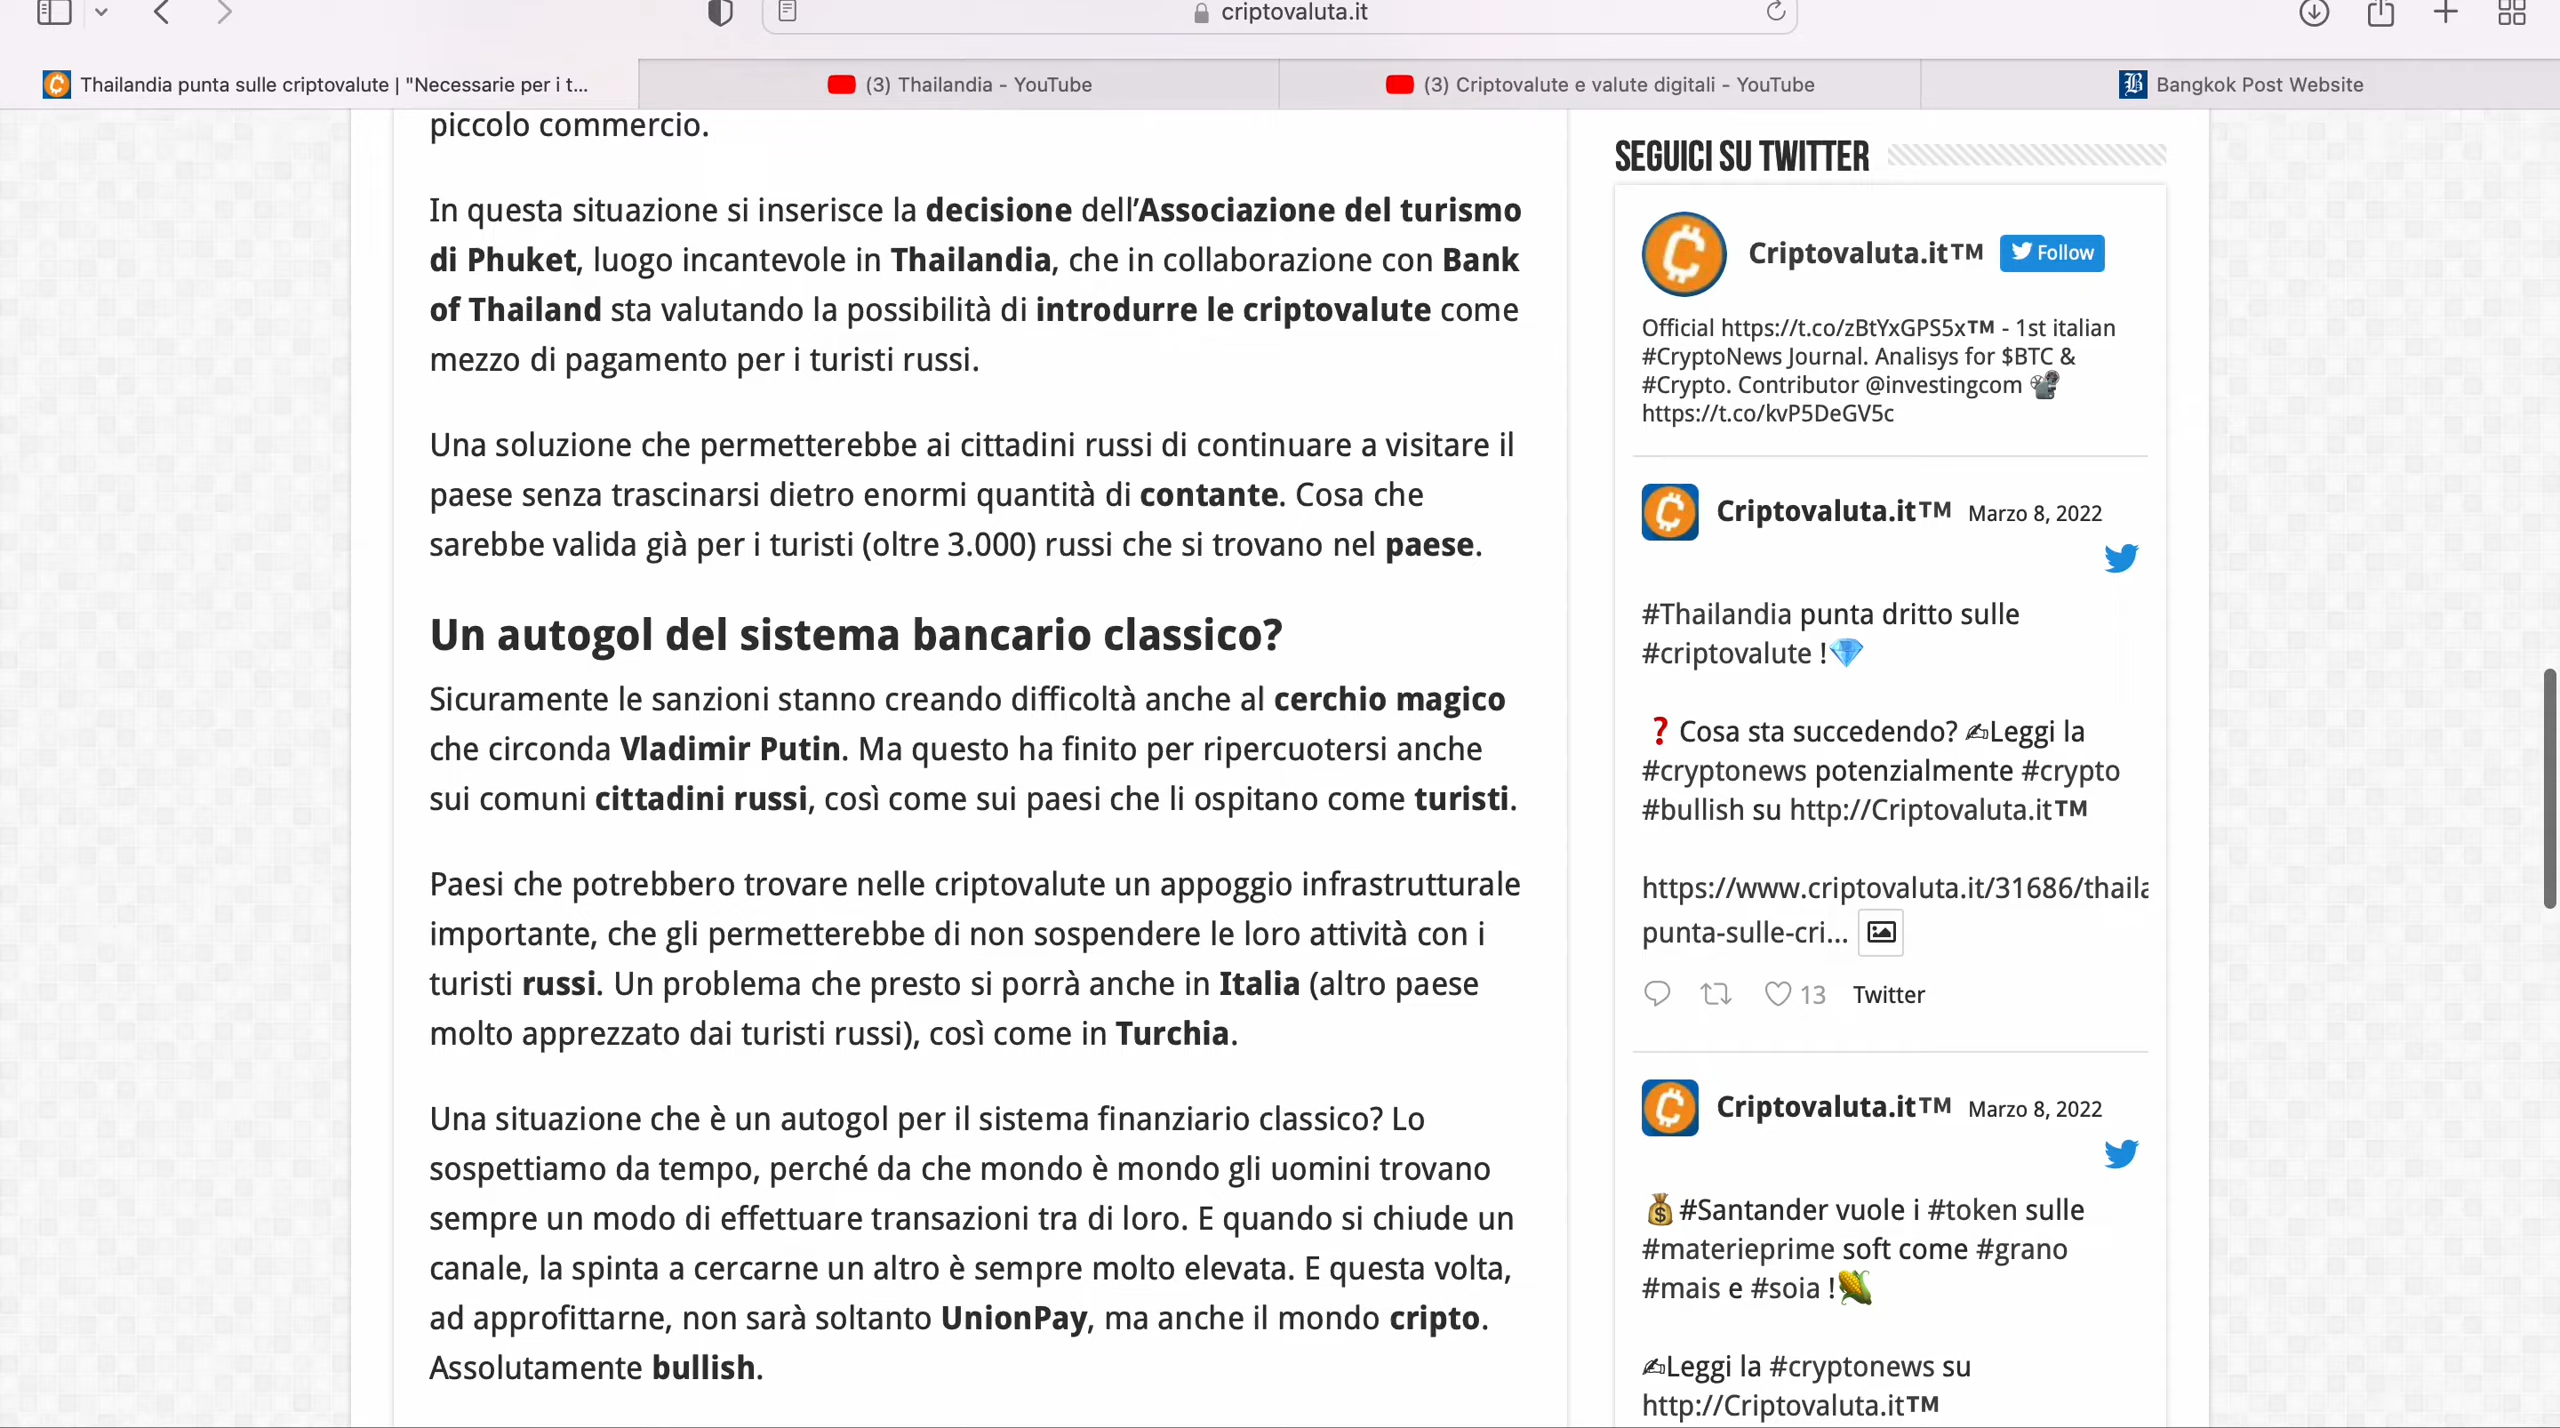 criptovaluta.it
Thailandia punta sulle criptovalute | "Necessarie per i t...
(3) Thailandia - YouTube
(3) Criptovalute e valute digitali - YouTube
Bangkok Post Website
piccolo commercio.
In questa situazione si inserisce la decisione dell'Associazione del turismo
di Phuket, luogo incantevole in Thailandia, che in collaborazione con Bank
of Thailand sta valutando la possibilità di introdurre le criptovalute come
mezzo di pagamento per i turisti russi.
Una soluzione che permetterebbe ai cittadini russi di continuare a visitare il
paese senza trascinarsi dietro enormi quantità di contante. Cosa che
sarebbe valida già per i turisti (oltre 3.000) russi che si trovano nel paese.
Un autogol del sistema bancario classico?
Sicuramente le sanzioni stanno creando difficoltà anche al cerchio magico
che circonda Vladimir Putin. Ma questo ha finito per ripercuotersi anche
sui comuni cittadini russi, così come sui paesi che li ospitano come turisti.
Paesi che potrebbero trovare nelle criptovalute un appoggio infrastrutturale
importante, che gli permetterebbe di non sospendere le loro attività con i
turisti russi. Un problema che presto si porrà anche in Italia (altro paese
molto apprezzato dai turisti russi), così come in Turchia.
Una situazione che è un autogol per il sistema finanziario classico? Lo
sospettiamo da tempo, perché da che mondo è mondo gli uomini trovano
sempre un modo di effettuare transazioni tra di loro. E quando si chiude un
canale, la spinta a cercarne un altro è sempre molto elevata. E questa volta,
ad approfittarne, non sarà soltanto UnionPay, ma anche il mondo cripto.
Assolutamente bullish.
SEGUICI SU TWITTER
Criptovaluta.it™ Follow
Official https://t.co/zBtYxGPS5x™ - 1st italian
#CryptoNews Journal. Analisys for $BTC &
#Crypto. Contributor @investingcom 📽
https://t.co/kvP5DeGV5c
Criptovaluta.it™ Marzo 8, 2022
#Thailandia punta dritto sulle
#criptovalute !💎
❓Cosa sta succedendo? ✍Leggi la
#cryptonews potenzialmente #crypto
#bullish su http://Criptovaluta.it™
https://www.criptovaluta.it/31686/thaila
punta-sulle-cri...
13 Twitter
Criptovaluta.it™ Marzo 8, 2022
💰#Santander vuole i #token sulle
#materieprime soft come #grano
#mais e #soia !🌽
✍Leggi la #cryptonews su
http://Criptovaluta.it™